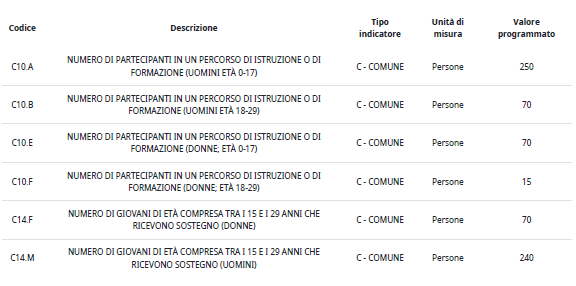 Codice Descrizione Tipo indicatore Unità di misura Valore programmato
C10.A NUMERO DI PARTECIPANTI IN UN PERCORSO DI ISTRUZIONE O DI
FORMAZIONE (UOMINI ETÀ 0-17) C - COMUNE Persone 250
C10.B NUMERO DI PARTECIPANTI IN UN PERCORSO DI ISTRUZIONE O DI
FORMAZIONE (UOMINI ETÀ 18-29) C - COMUNE Persone 70
C10.E NUMERO DI PARTECIPANTI IN UN PERCORSO DI ISTRUZIONE O DI
FORMAZIONE (DONNE; ETÀ 0-17) C - COMUNE Persone 70
C10.F NUMERO DI PARTECIPANTI IN UN PERCORSO DI ISTRUZIONE O DI
FORMAZIONE (DONNE; ETÀ 18-29) C - COMUNE Persone 15
C14.F NUMERO DI GIOVANI DI ETÀ COMPRESA TRA I 15 E I 29 ANNI CHE
RICEVONO SOSTEGNO (DONNE) C - COMUNE Persone 70
C14.M NUMERO DI GIOVANI DI ETÀ COMPRESA TRA I 15 E I 29 ANNI CHE
RICEVONO SOSTEGNO (UOMINI) C - COMUNE Persone 240